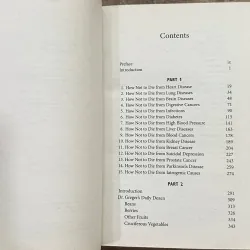 Contents
Preface
Introduction
PART 1
1. How Not to Die from Heart Disease 19
2. How Not to Die from Lung Diseases
3. How Not to Die from Brain Diseases
4. How Not to Die from Digestive Cancers
5. How Not to Die from Infections
6. How Not to Die from Diabetes
7. How Not to Die from High Blood Pressure
8. How Not to Die from Liver Diseases
9. How Not to Die from Blood Cancers
10. How Not to Die from Kidney Disease
11. How Not to Die from Breast Cancer
12. How Not to Die from Suicidal Depression
13. How Not to Die from Prostate Cancer
14. How Not to Die from Parkinson's Disease
15. How Not to Die from Iatrogenic Causes
PART 2
Introduction
Dr. Greger's Daily Dozen
Beans
Berries
Other Fruits
Cruciferous Vegetables